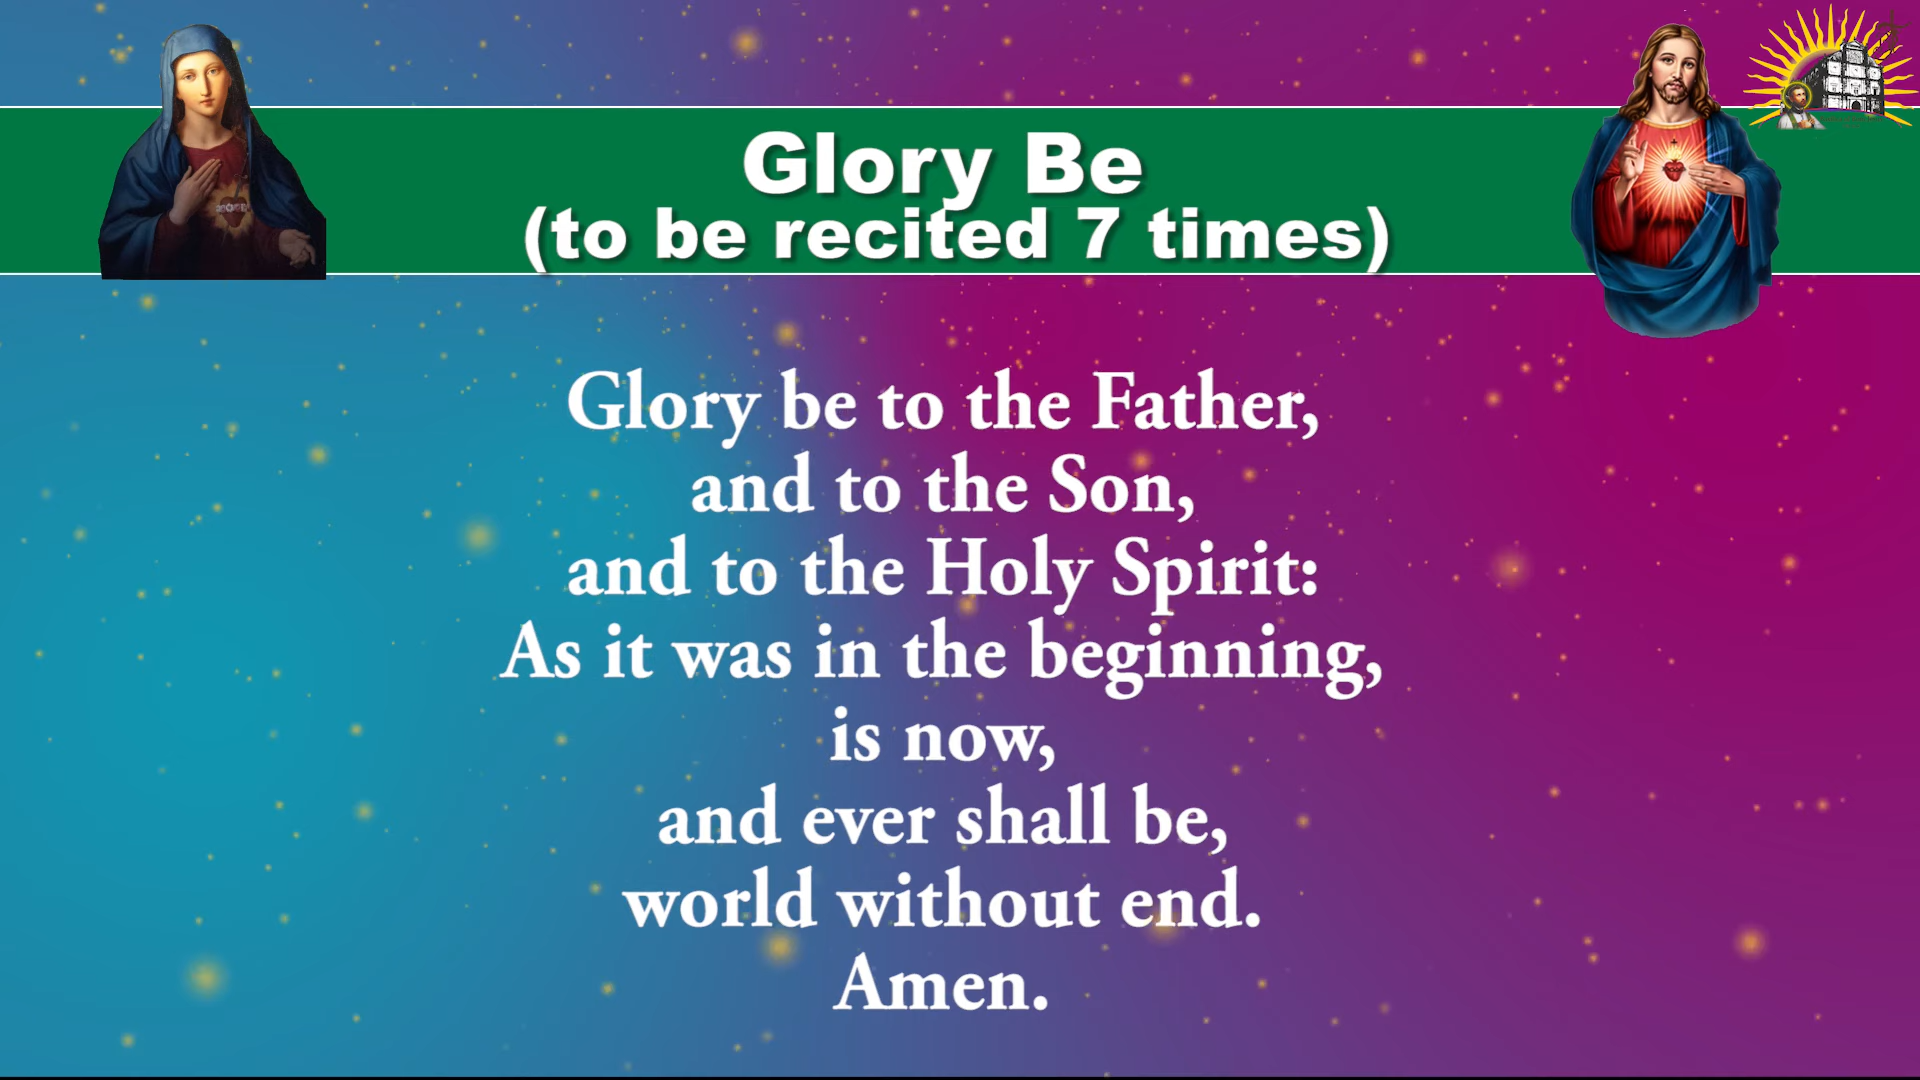 Glory Be
(to be recited 7 times)
Glory be to the Father,
and to the Son,
and to the Holy Spirit:
As it was in the beginning,
is now,
and ever shall be,
world without end.
Amen.